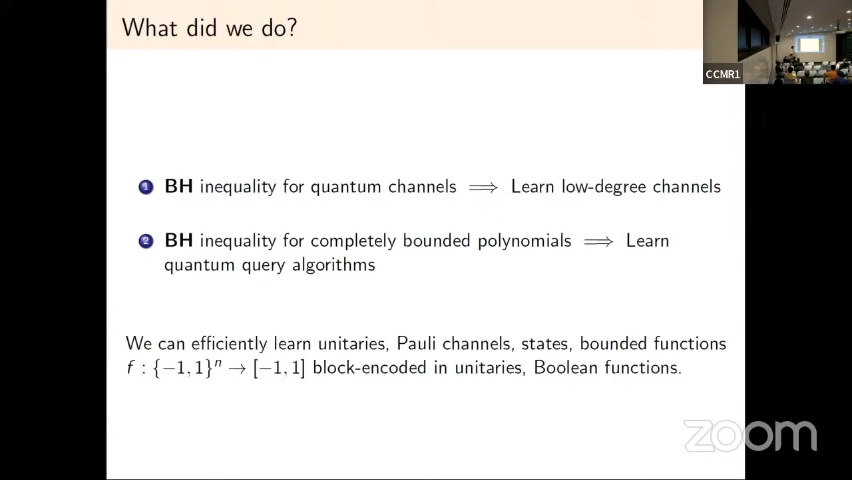 What did we do?
CCMR1
1 BH inequality for quantum channels ⟹ Learn low-degree channels
2 BH inequality for completely bounded polynomials ⟹ Learn
quantum query algorithms
We can efficiently learn unitaries, Pauli channels, states, bounded functions
f : {−1, 1}ⁿ → [−1, 1] block-encoded in unitaries, Boolean functions.
zoom